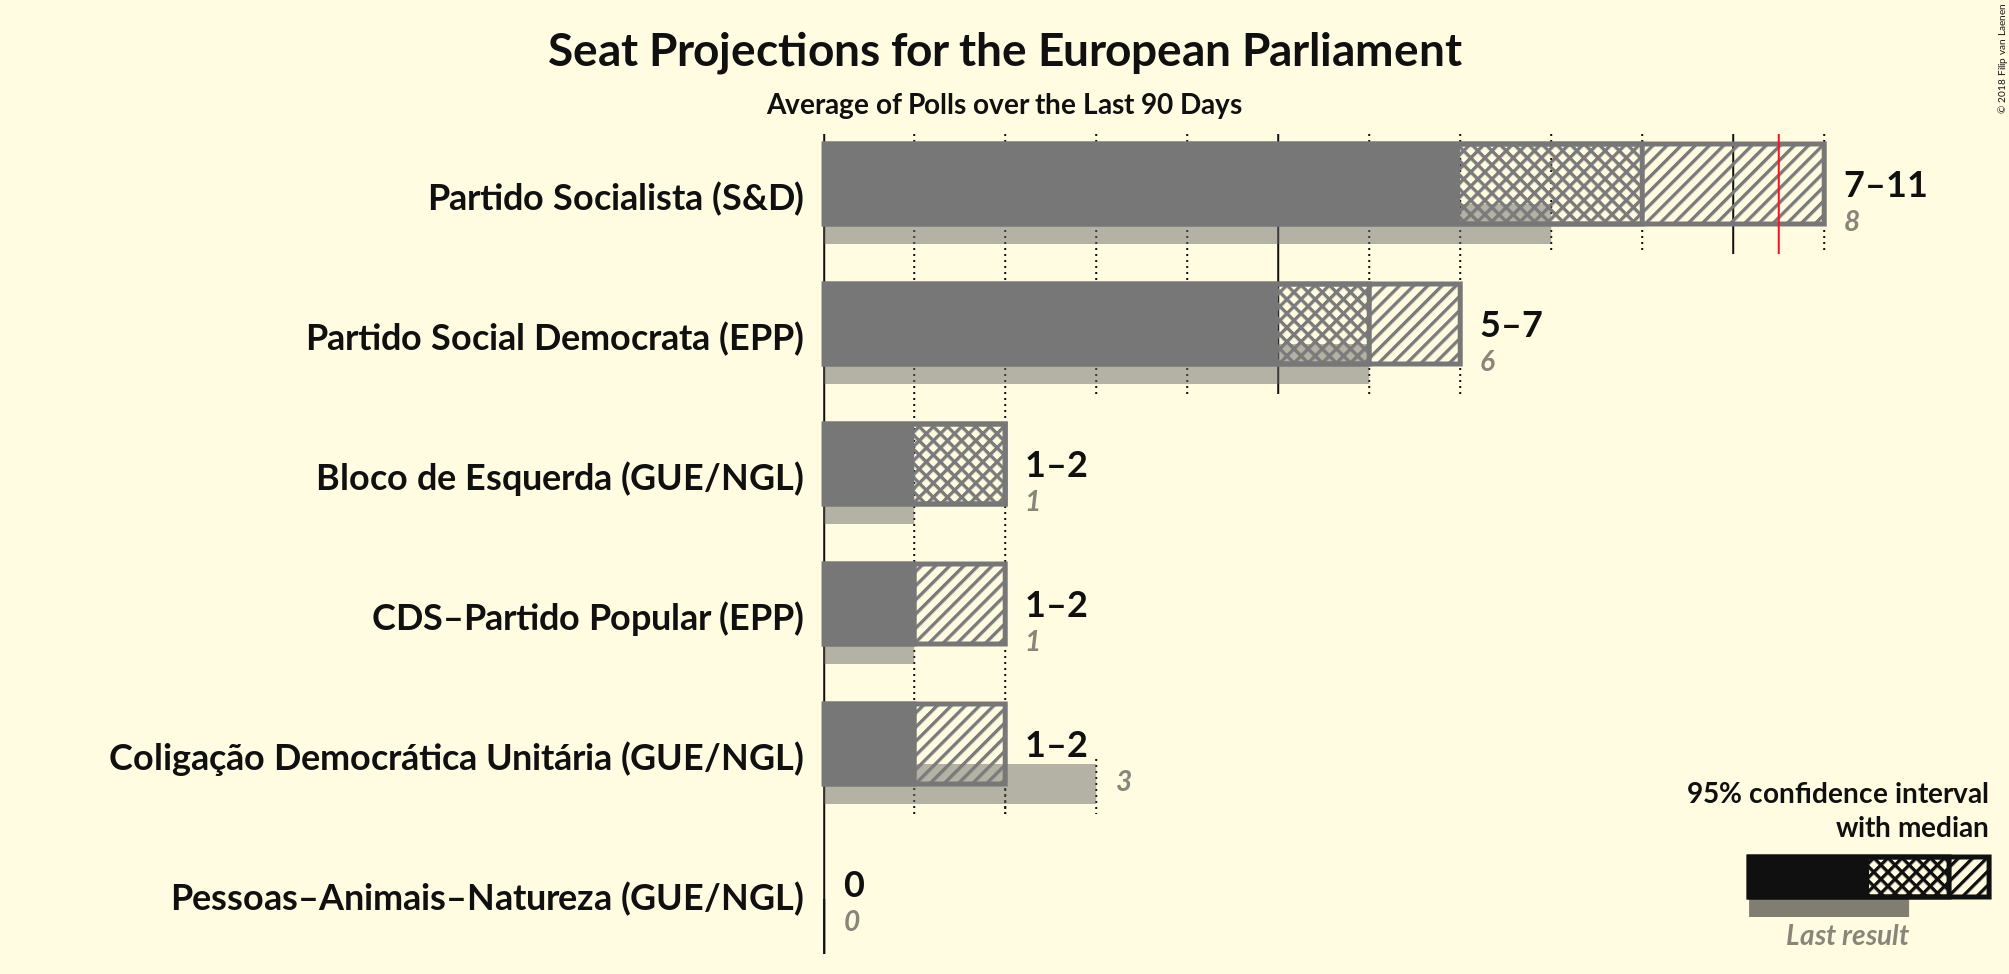 Seat Projections for the European Parliament
Average of Polls over the Last 90 Days
© 2018 Filip van Laenen
Partido Socialista (S&D)
7–11
8
Partido Social Democrata (EPP)
5–7
6
Bloco de Esquerda (GUE/NGL)
1–2
1
CDS–Partido Popular (EPP)
1–2
1
Coligação Democrática Unitária (GUE/NGL)
1–2
3
Pessoas–Animais–Natureza (GUE/NGL)
0
0
95% confidence interval
with median
Last result